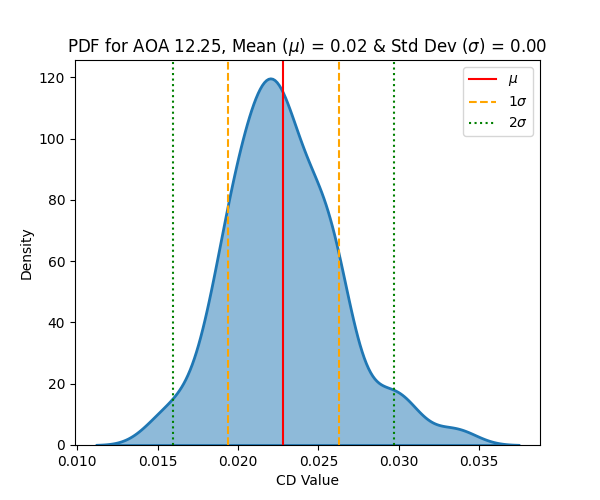 PDF for AOA 12.25, Mean (μ) = 0.02 & Std Dev (σ) = 0.00
μ
1σ
2σ
120
100
80
60
40
20
0
Density
0.010 0.015 0.020 0.025 0.030 0.035
CD Value